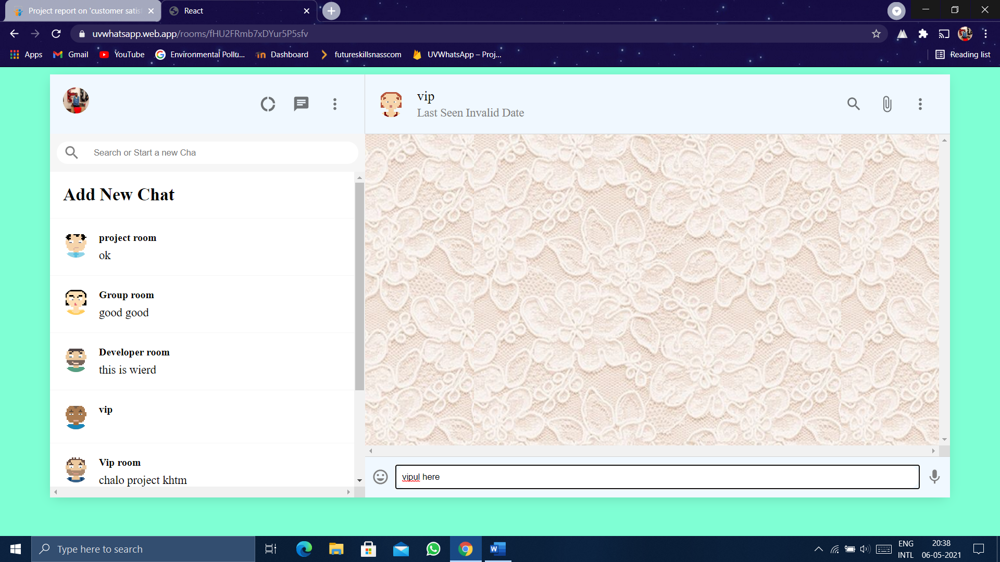 Project report on 'customer satis
React
uvwhatsapp.web.app/rooms/fHU2FRmb7xDYur5P5sfv
Apps
Gmail
YouTube
Environmental Pollu...
Dashboard
futureskillsnasscom
UVWhatsApp – Proj...
Reading list
vip
Last Seen Invalid Date
Search or Start a new Cha
Add New Chat
project room
ok
Group room
good good
Developer room
this is wierd
vip
Vip room
chalo project khtm
vipul here
Type here to search
ENG
INTL
20:38
06-05-2021